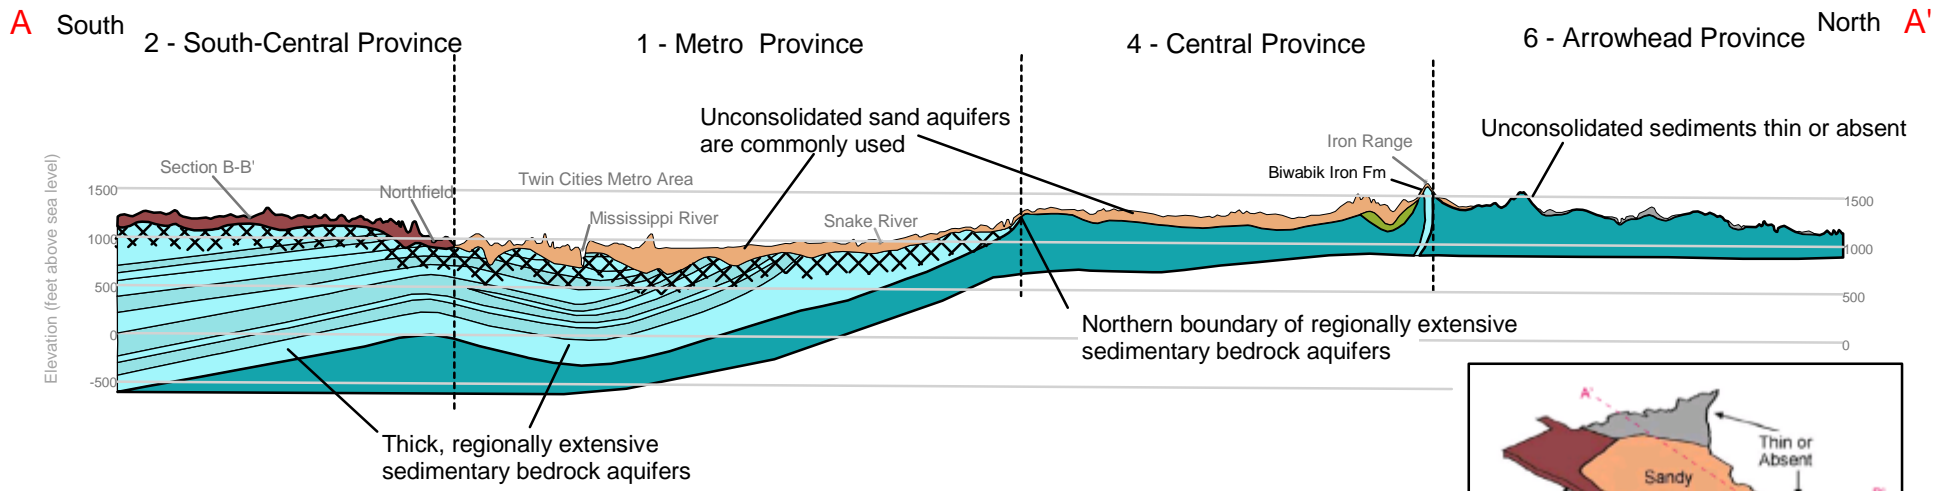 A South
2 - South-Central Province
1 - Metro Province
4 - Central Province
6 - Arrowhead Province
North A'
Unconsolidated sand aquifers
are commonly used
Unconsolidated sediments thin or absent
Iron Range
Biwabik Iron Fm
Section B-B'
Northfield
Twin Cities Metro Area
Mississippi River
Snake River
Elevation (feet above sea level)
1500
1000
500
0
-500
1500
1000
500
0
Northern boundary of regionally extensive
sedimentary bedrock aquifers
Thick, regionally extensive
sedimentary bedrock aquifers
A'
Thin or
Absent
Sandy